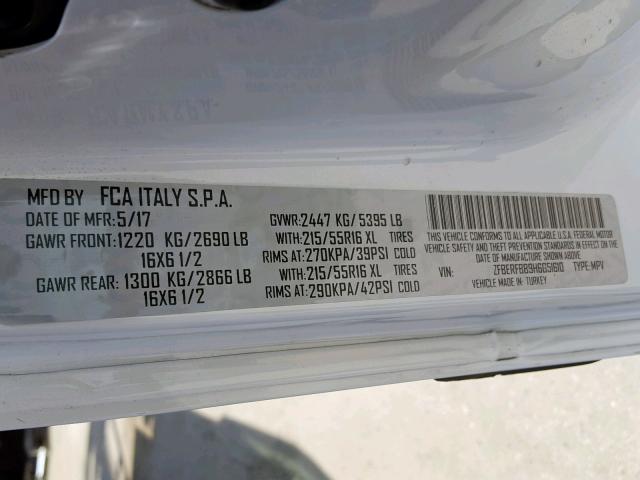 MFD BY FCA ITALY S.P.A.
DATE OF MFR: 5/17 GVWR: 2447 KG/ 5395 LB
GAWR FRONT: 1220 KG/ 2690 LB WITH: 215/55R16 XL TIRES
16X6 1/2 RIMS AT: 270KPA/39PSI COLD
GAWR REAR: 1300 KG/ 2866 LB WITH: 215/55R16 XL TIRES
16X6 1/2 RIMS AT: 290KPA/42PSI COLD
THIS VEHICLE CONFORMS TO ALL APPLICABLE U.S.A. FEDERAL MOTOR
VEHICLE SAFETY, BUMPER, AND THEFT PREVENTION STANDARDS IN
EFFECT ON THE DATE OF MANUFACTURE SHOWN ABOVE.
VIN: TYPE: MPV
VEHICLE MADE IN: TURKEY